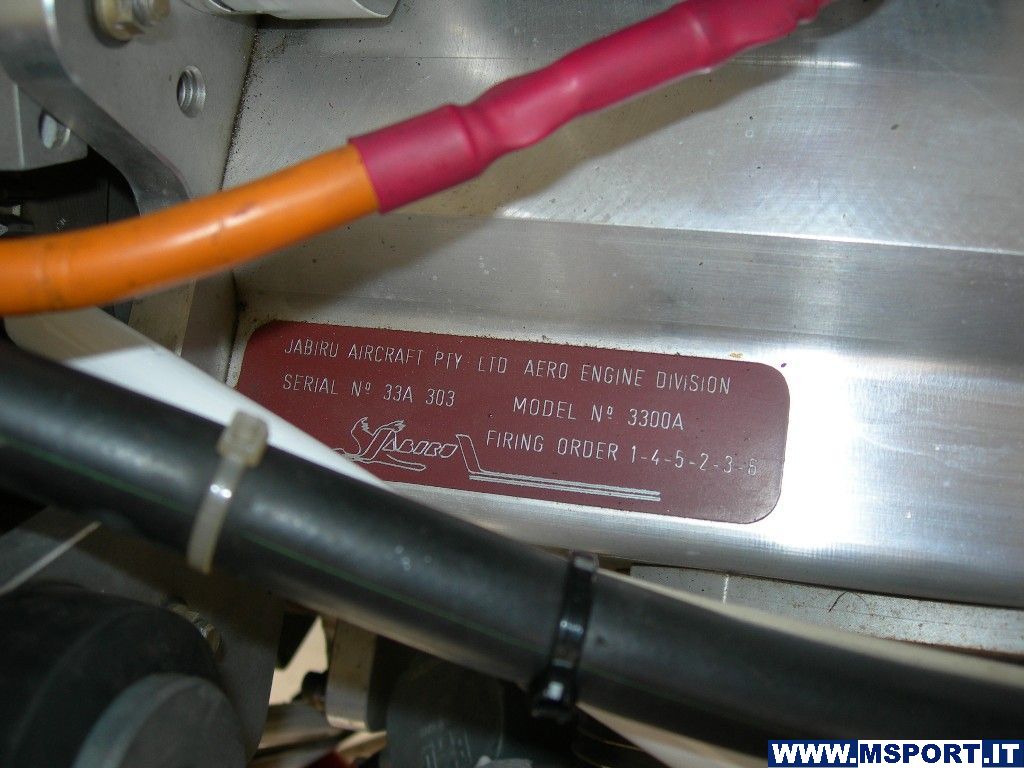 JABIRU AIRCRAFT PTY LTD AERO ENGINE DIVISION
SERIAL Nº 33A 303 MODEL Nº 3300A
JABIRU FIRING ORDER 1-4-5-2-3-6
WWW.MSPORT.IT